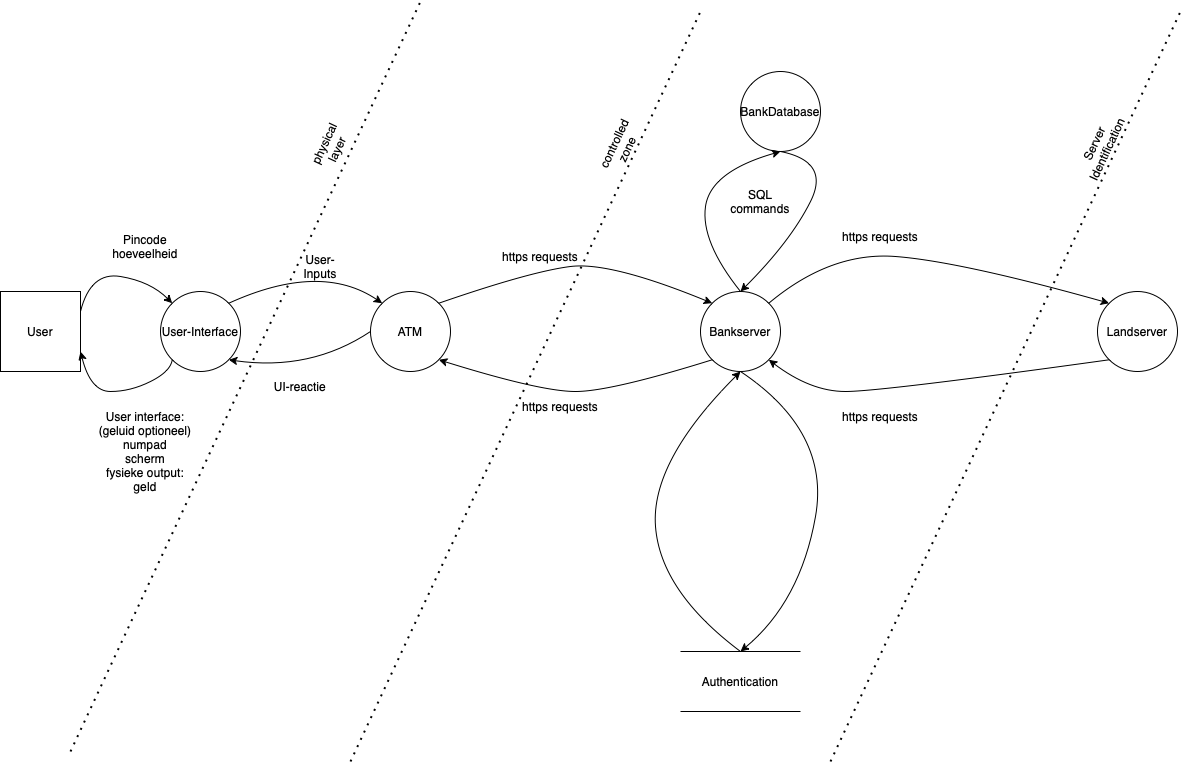 physical
layer
controlled
zone
BankDatabase
Server
Identification
SQL
commands
Pincode
hoeveelheid
User-
Inputs
https requests
https requests
User
User-Interface
ATM
Bankserver
Landserver
UI-reactie
https requests
https requests
User interface:
(geluid optioneel)
numpad
scherm
fysieke output:
geld
Authentication